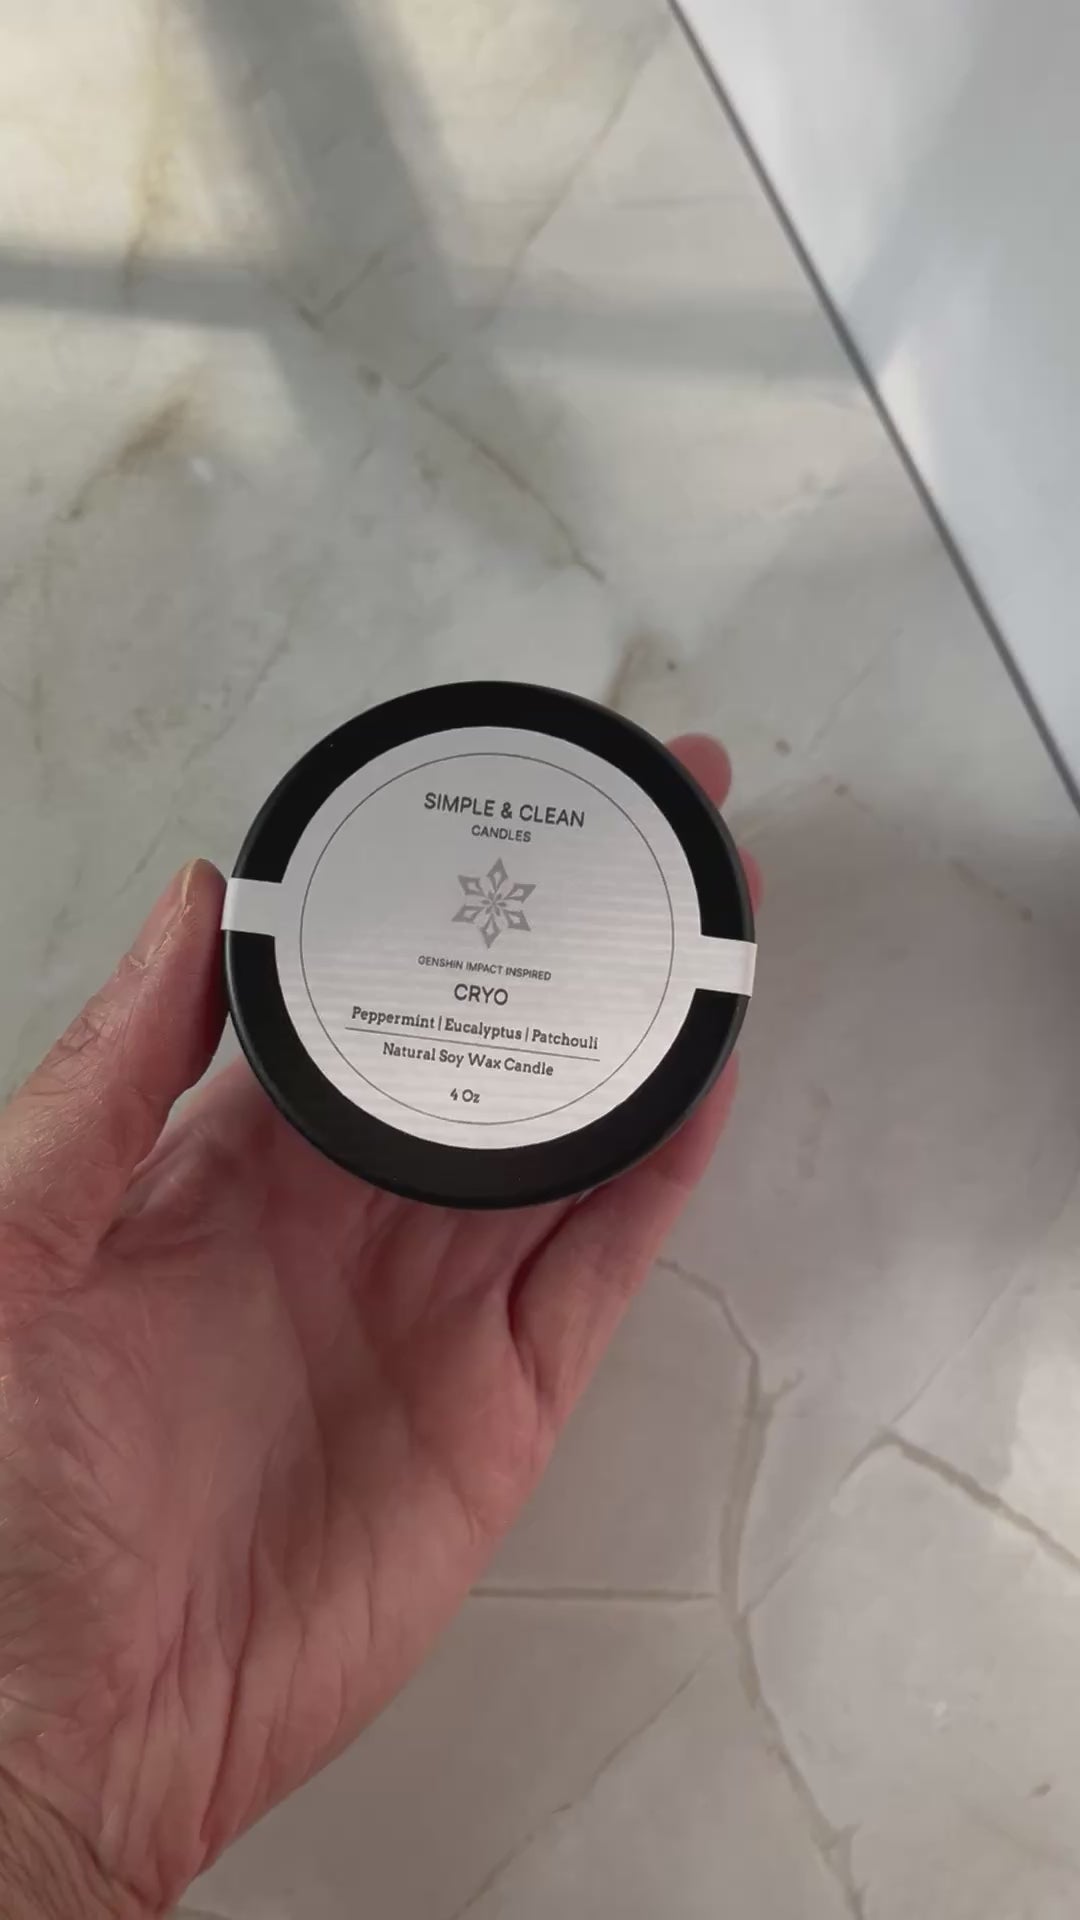 SIMPLE & CLEAN
CANDLES
GENSHIN IMPACT INSPIRED
CRYO
Peppermint | Eucalyptus | Patchouli
Natural Soy Wax Candle
4 Oz